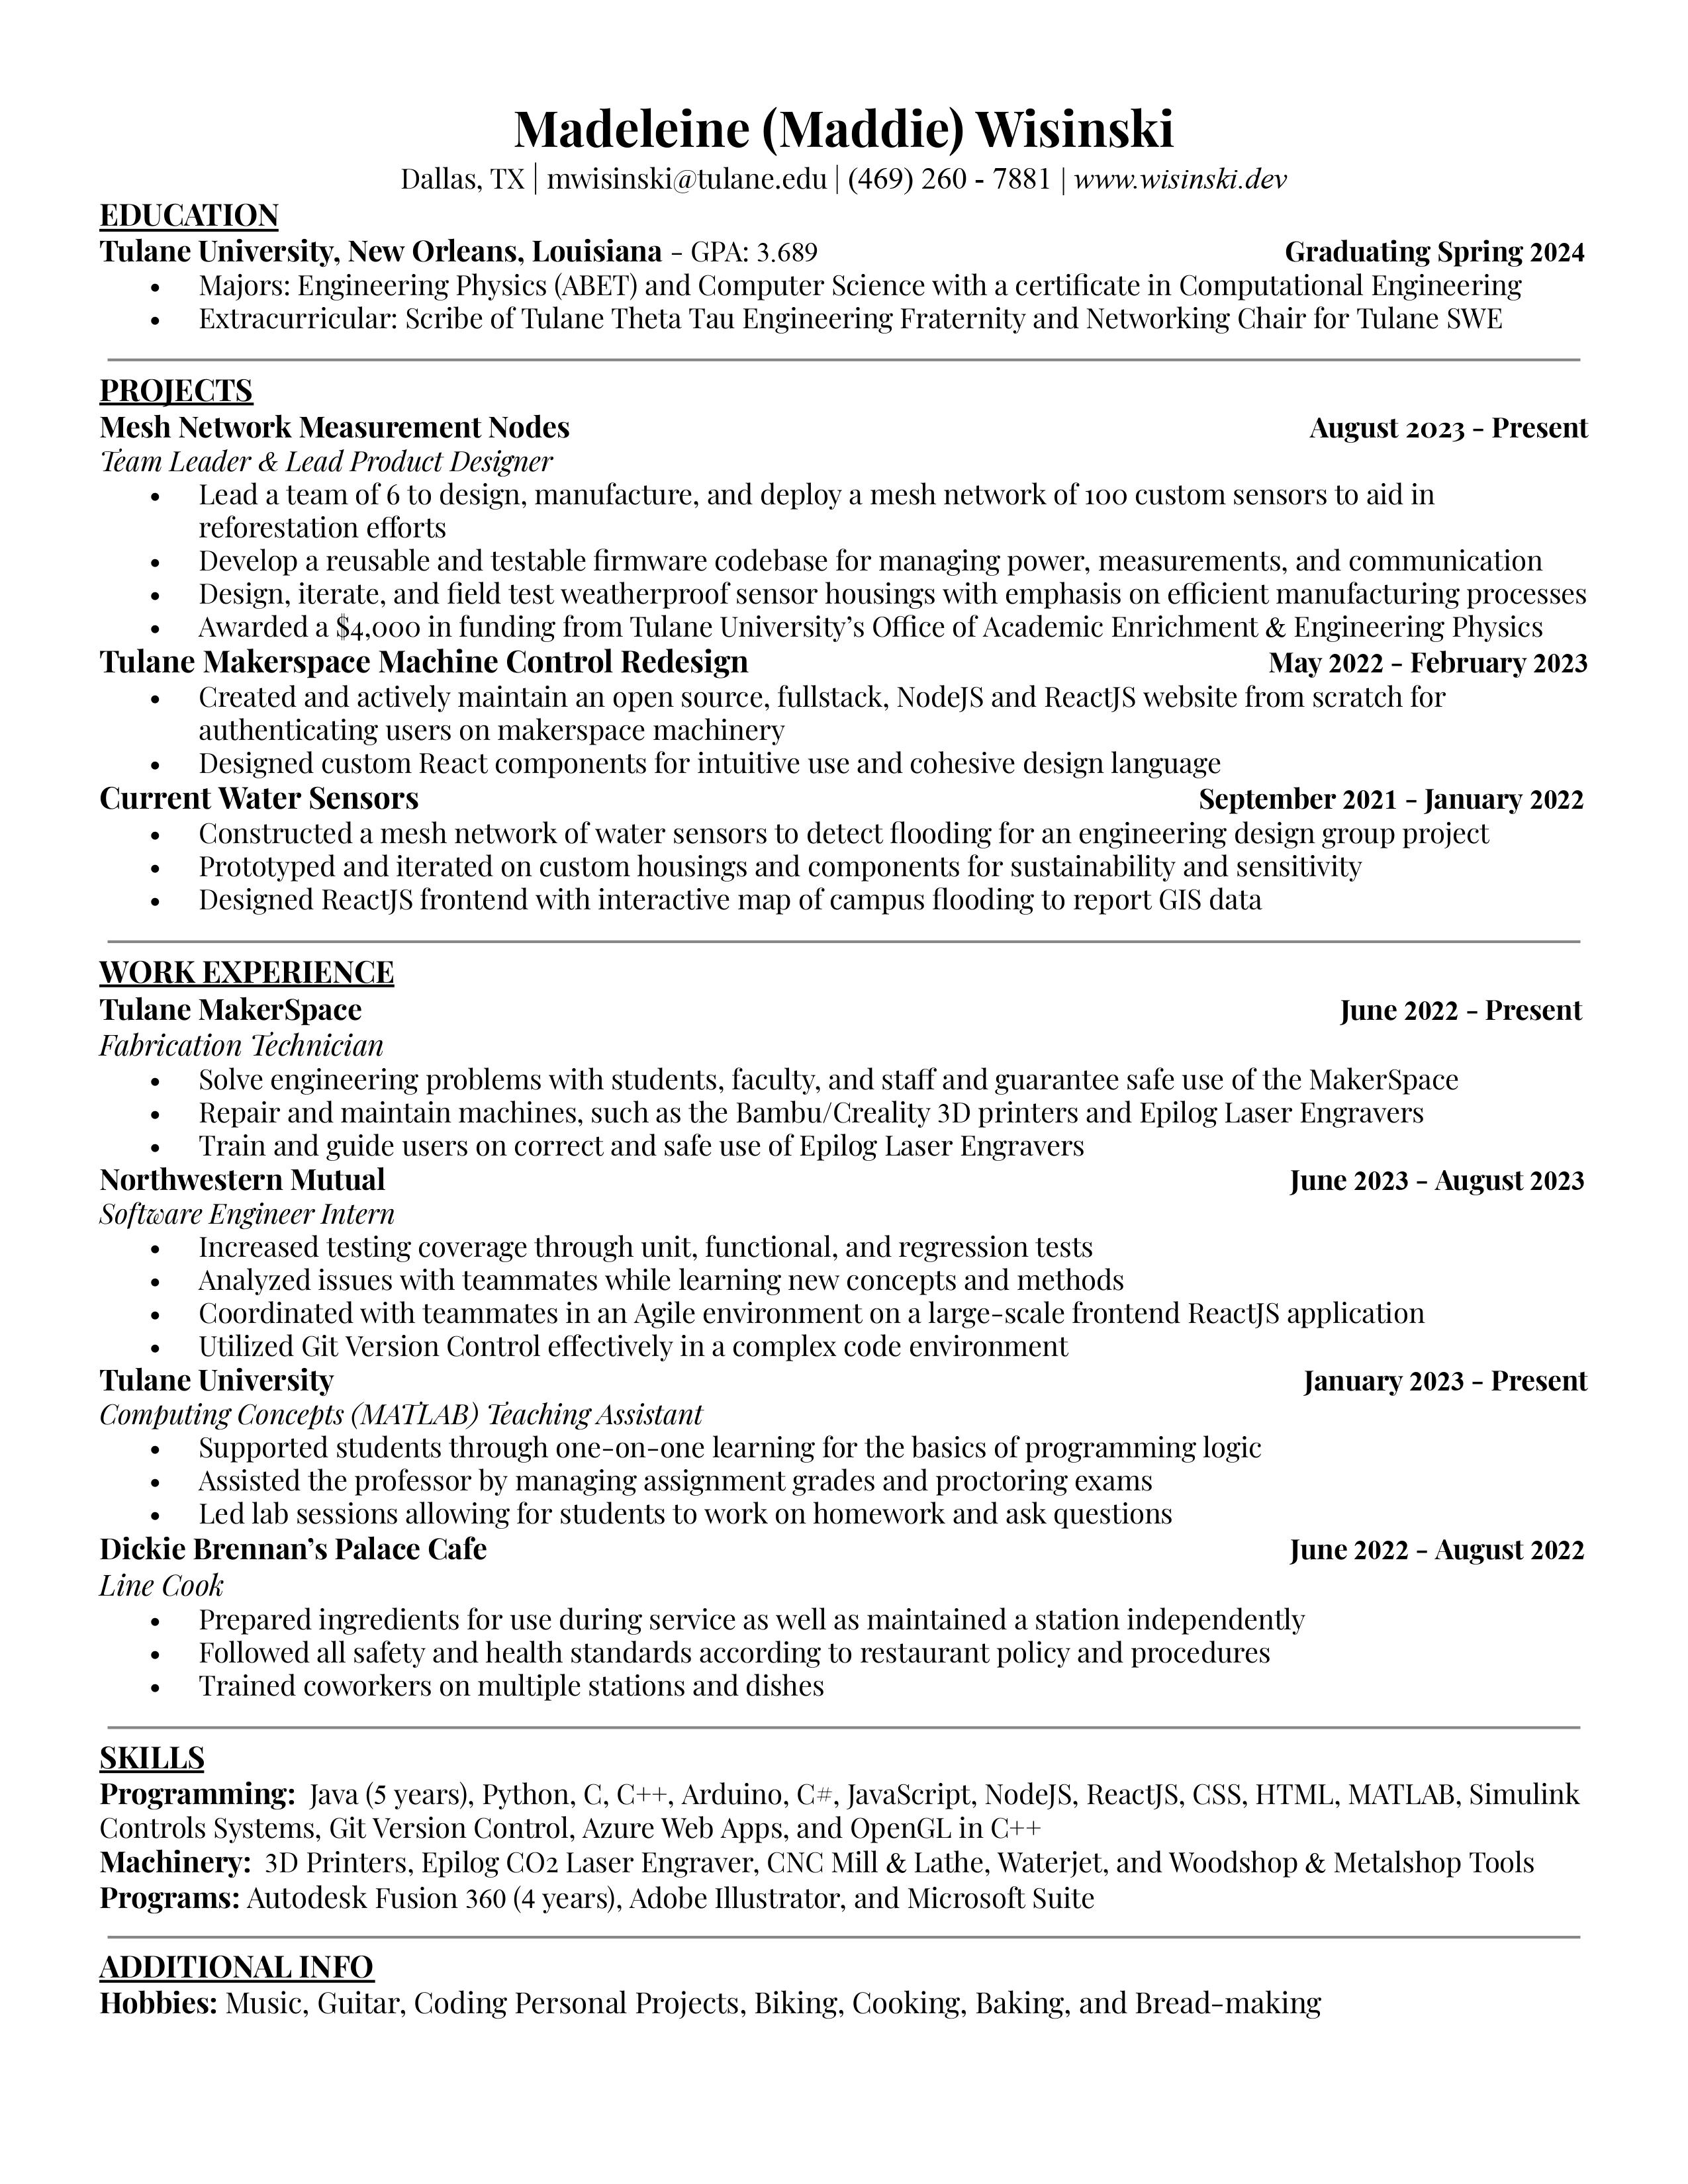 Madeleine (Maddie) Wisinski
Dallas, TX | mwisinski@tulane.edu | (469) 260 - 7881 | www.wisinski.dev
EDUCATION
Tulane University, New Orleans, Louisiana - GPA: 3.689 Graduating Spring 2024
• Majors: Engineering Physics (ABET) and Computer Science with a certificate in Computational Engineering
• Extracurricular: Scribe of Tulane Theta Tau Engineering Fraternity and Networking Chair for Tulane SWE
PROJECTS
Mesh Network Measurement Nodes August 2023 - Present
Team Leader & Lead Product Designer
• Lead a team of 6 to design, manufacture, and deploy a mesh network of 100 custom sensors to aid in
reforestation efforts
• Develop a reusable and testable firmware codebase for managing power, measurements, and communication
• Design, iterate, and field test weatherproof sensor housings with emphasis on efficient manufacturing processes
• Awarded a $4,000 in funding from Tulane University’s Office of Academic Enrichment & Engineering Physics
Tulane Makerspace Machine Control Redesign May 2022 - February 2023
• Created and actively maintain an open source, fullstack, NodeJS and ReactJS website from scratch for
authenticating users on makerspace machinery
• Designed custom React components for intuitive use and cohesive design language
Current Water Sensors September 2021 - January 2022
• Constructed a mesh network of water sensors to detect flooding for an engineering design group project
• Prototyped and iterated on custom housings and components for sustainability and sensitivity
• Designed ReactJS frontend with interactive map of campus flooding to report GIS data
WORK EXPERIENCE
Tulane MakerSpace June 2022 - Present
Fabrication Technician
• Solve engineering problems with students, faculty, and staff and guarantee safe use of the MakerSpace
• Repair and maintain machines, such as the Bambu/Creality 3D printers and Epilog Laser Engravers
• Train and guide users on correct and safe use of Epilog Laser Engravers
Northwestern Mutual June 2023 - August 2023
Software Engineer Intern
• Increased testing coverage through unit, functional, and regression tests
• Analyzed issues with teammates while learning new concepts and methods
• Coordinated with teammates in an Agile environment on a large-scale frontend ReactJS application
• Utilized Git Version Control effectively in a complex code environment
Tulane University January 2023 - Present
Computing Concepts (MATLAB) Teaching Assistant
• Supported students through one-on-one learning for the basics of programming logic
• Assisted the professor by managing assignment grades and proctoring exams
• Led lab sessions allowing for students to work on homework and ask questions
Dickie Brennan’s Palace Cafe June 2022 - August 2022
Line Cook
• Prepared ingredients for use during service as well as maintained a station independently
• Followed all safety and health standards according to restaurant policy and procedures
• Trained coworkers on multiple stations and dishes
SKILLS
Programming: Java (5 years), Python, C, C++, Arduino, C#, JavaScript, NodeJS, ReactJS, CSS, HTML, MATLAB, Simulink
Controls Systems, Git Version Control, Azure Web Apps, and OpenGL in C++
Machinery: 3D Printers, Epilog CO2 Laser Engraver, CNC Mill & Lathe, Waterjet, and Woodshop & Metalshop Tools
Programs: Autodesk Fusion 360 (4 years), Adobe Illustrator, and Microsoft Suite
ADDITIONAL INFO
Hobbies: Music, Guitar, Coding Personal Projects, Biking, Cooking, Baking, and Bread-making